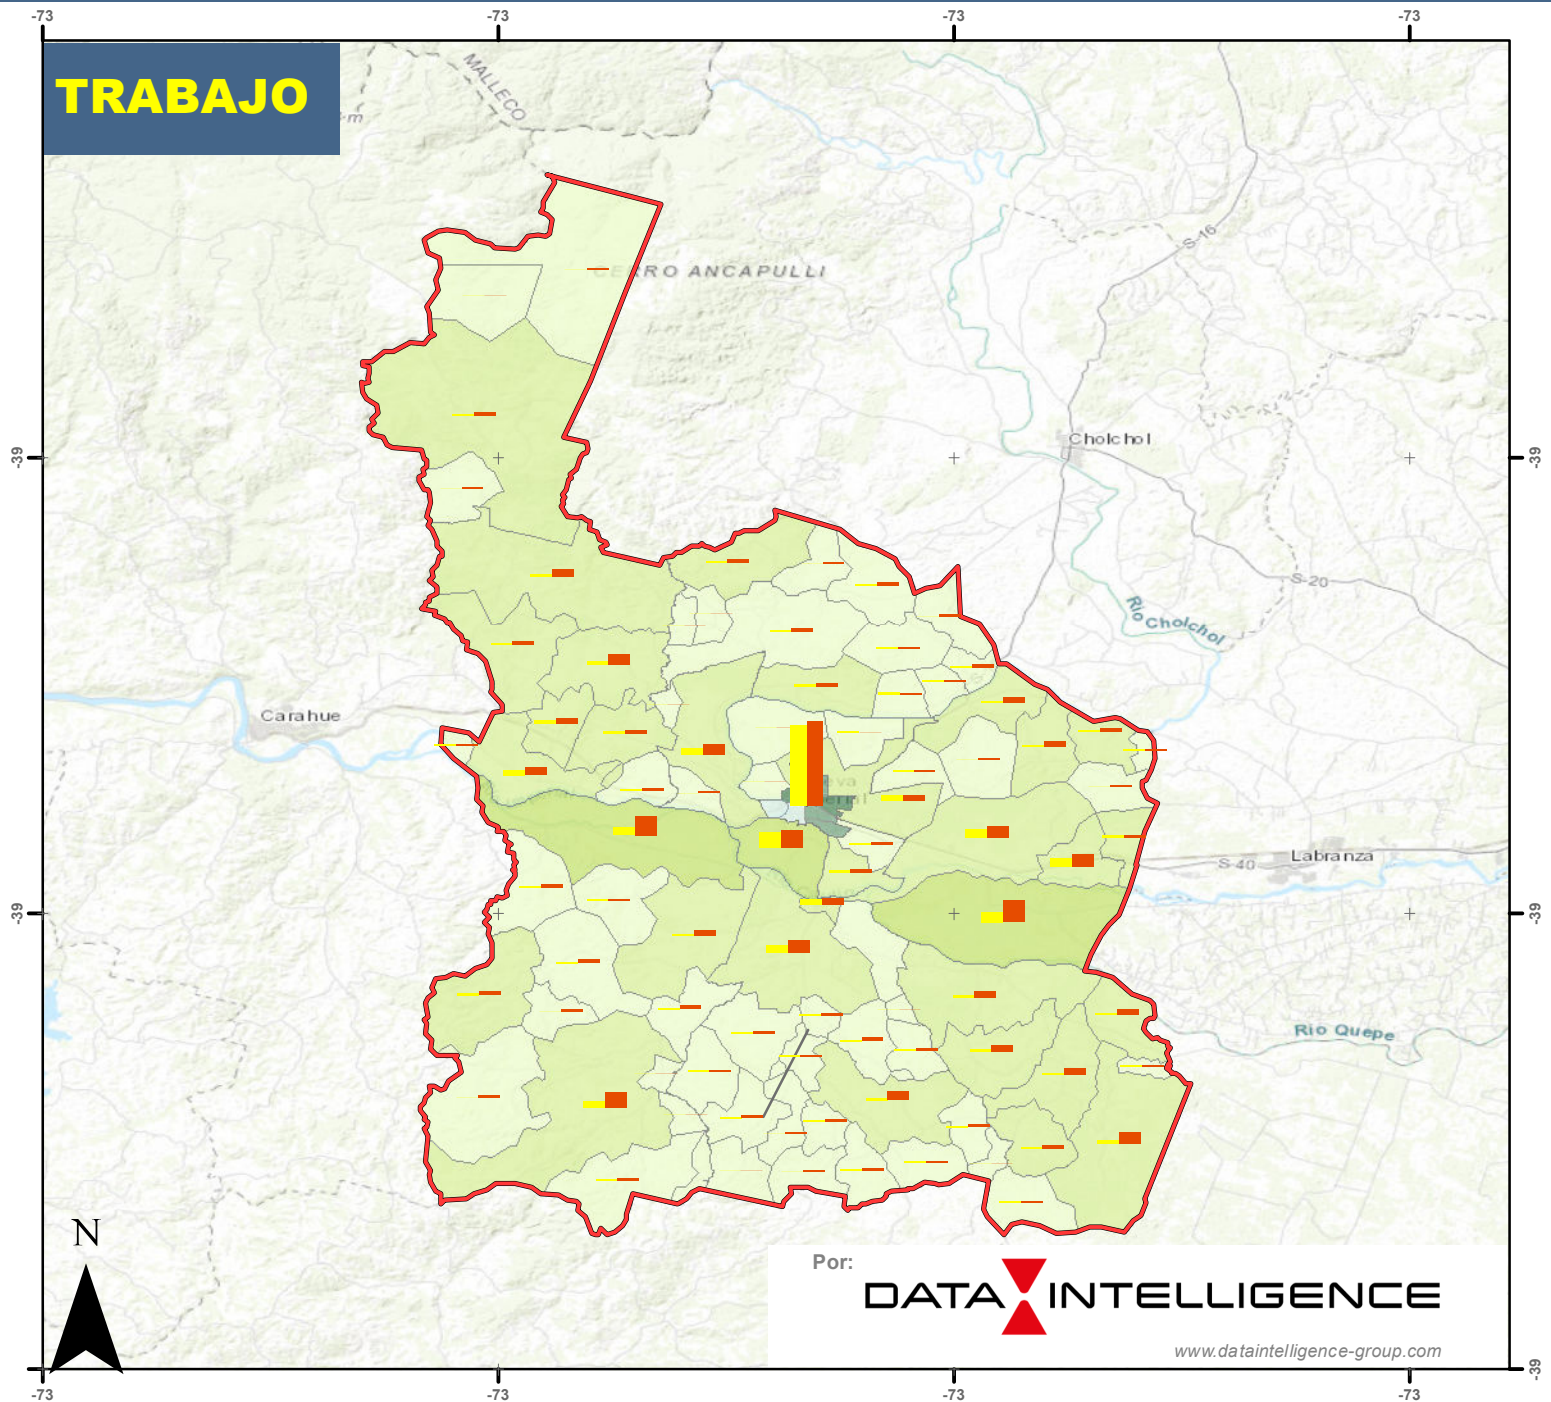 -73
-73
-73
-73
TRABAJO
MALLECO
S-16
CERRO ANCAPULLI
Cholchol
-39
-39
S-20
Río Cholchol
Carahue
S-40
Labranza
-39
-39
Rio Quepe
N
Por:
DATA INTELLIGENCE
www.dataintelligence-group.com
-39
-73
-73
-73
-73